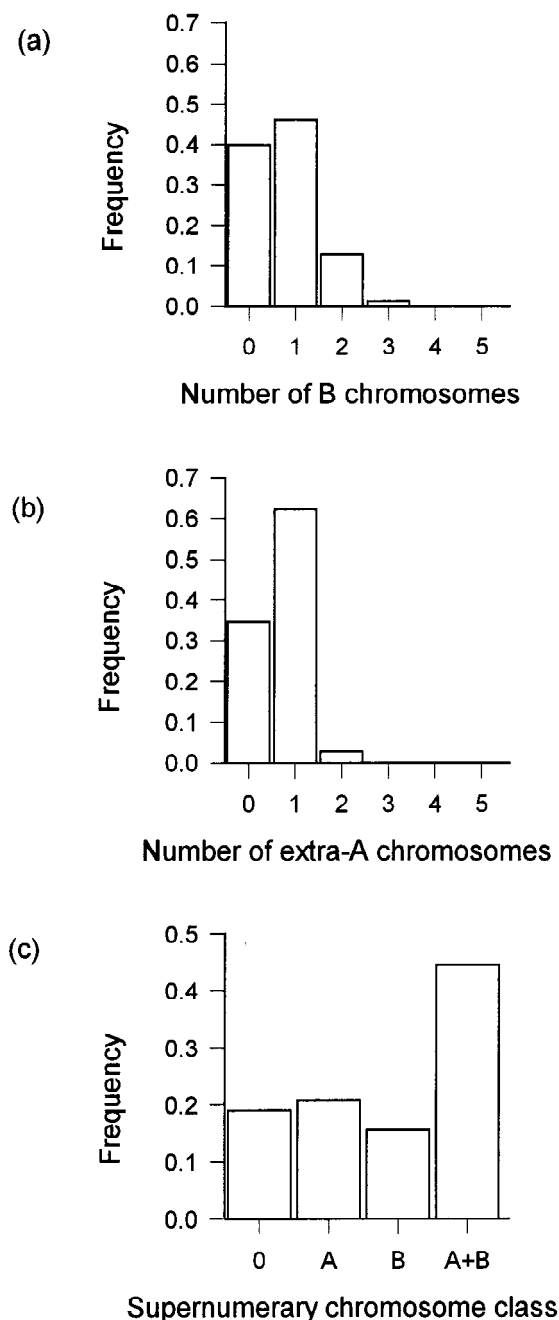 (a)
Frequency
0.7
0.6
0.5
0.4
0.3
0.2
0.1
0.0
0 1 2 3 4 5
Number of B chromosomes
(b)
Frequency
0.7
0.6
0.5
0.4
0.3
0.2
0.1
0.0
0 1 2 3 4 5
Number of extra-A chromosomes
(c)
Frequency
0.5
0.4
0.3
0.2
0.1
0.0
0 A B A+B
Supernumerary chromosome class